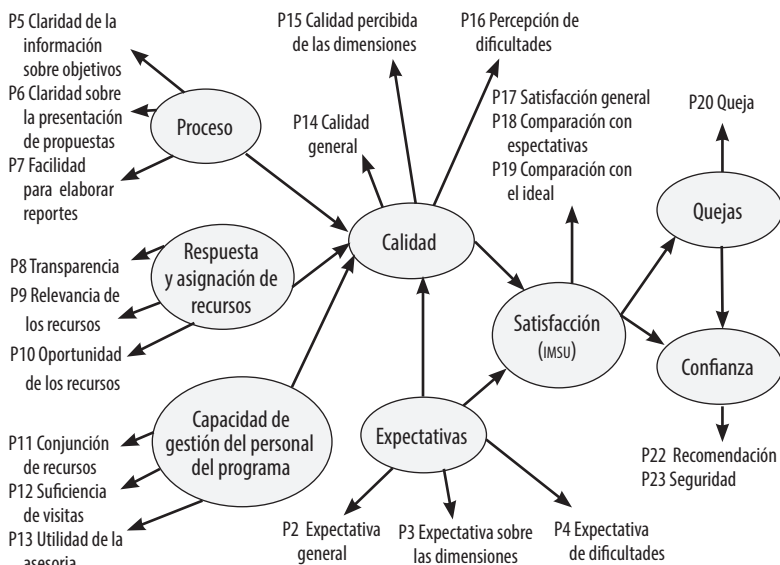 P5 Claridad de la
información
sobre objetivos
P6 Claridad sobre
la presentación
de propuestas
P7 Facilidad
para elaborar
reportes
Proceso
P15 Calidad percibida
de las dimensiones
P16 Percepción de
dificultades
P14 Calidad
general
P17 Satisfacción general
P18 Comparación con
espectativas
P19 Comparación con
el ideal
P20 Queja
Quejas
Calidad
P8 Transparencia
P9 Relevancia de
los recursos
P10 Oportunidad
de los recursos
Respuesta
y asignación de
recursos
Satisfacción
(IMSU)
Confianza
P22 Recomendación
P23 Seguridad
P11 Conjunción
de recursos
P12 Suficiencia
de visitas
P13 Utilidad de la
asesoria
Capacidad de
gestión del personal
del programa
Expectativas
P2 Expectativa
general
P3 Expectativa sobre
las dimensiones
P4 Expectativa
de dificultades